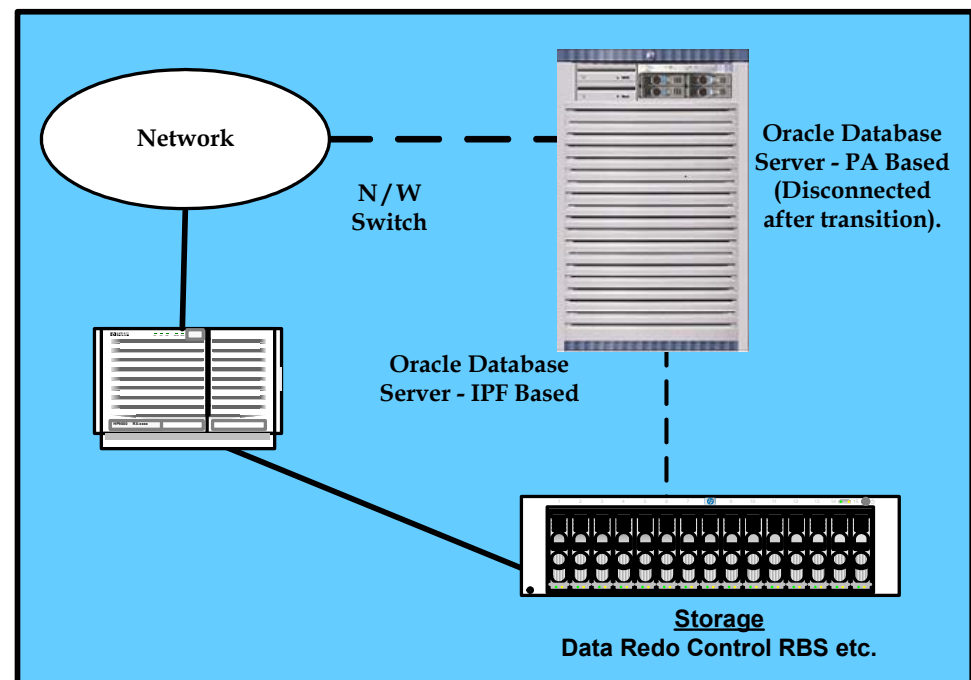 Network
N/W
Switch
Oracle Database
Server - PA Based
(Disconnected
after transition).
Oracle Database
Server - IPF Based
Storage
Data Redo Control RBS etc.